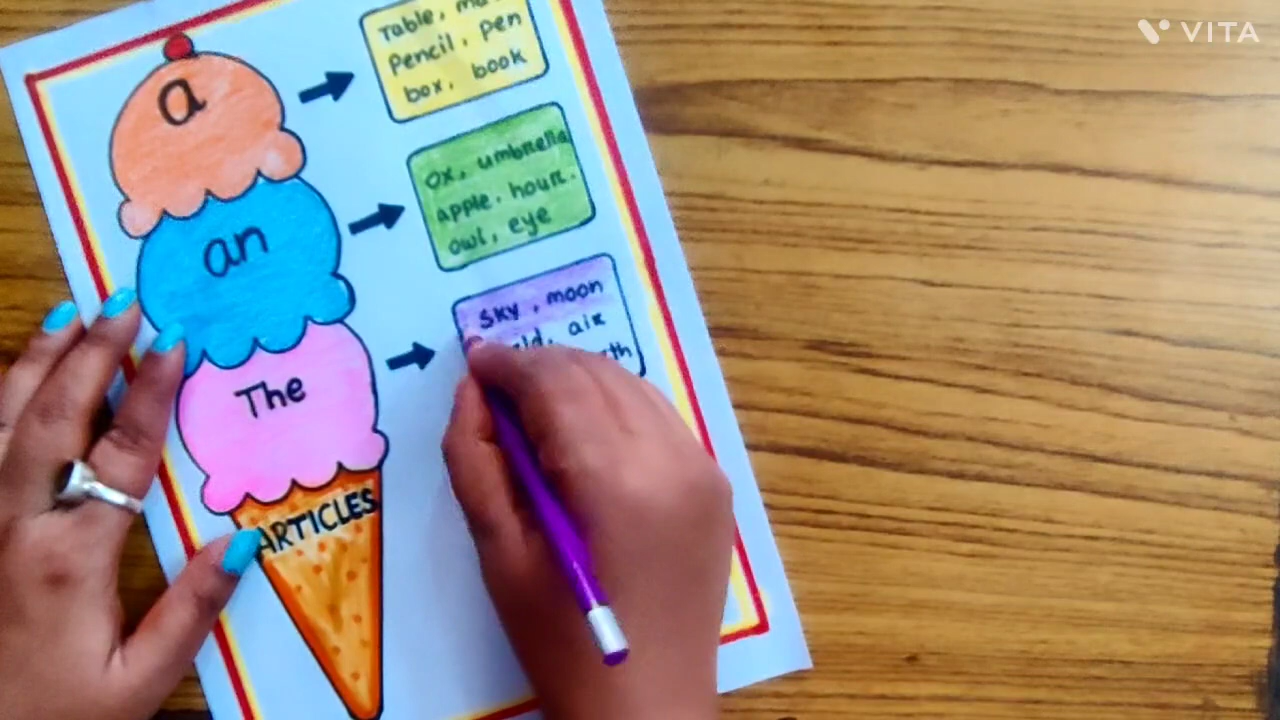 VITA
a
Table,
Pencil, pen
box, book
an
ox, umbrella
apple, hour.
owl, eye
The
sky, moon
air
ARTICLES